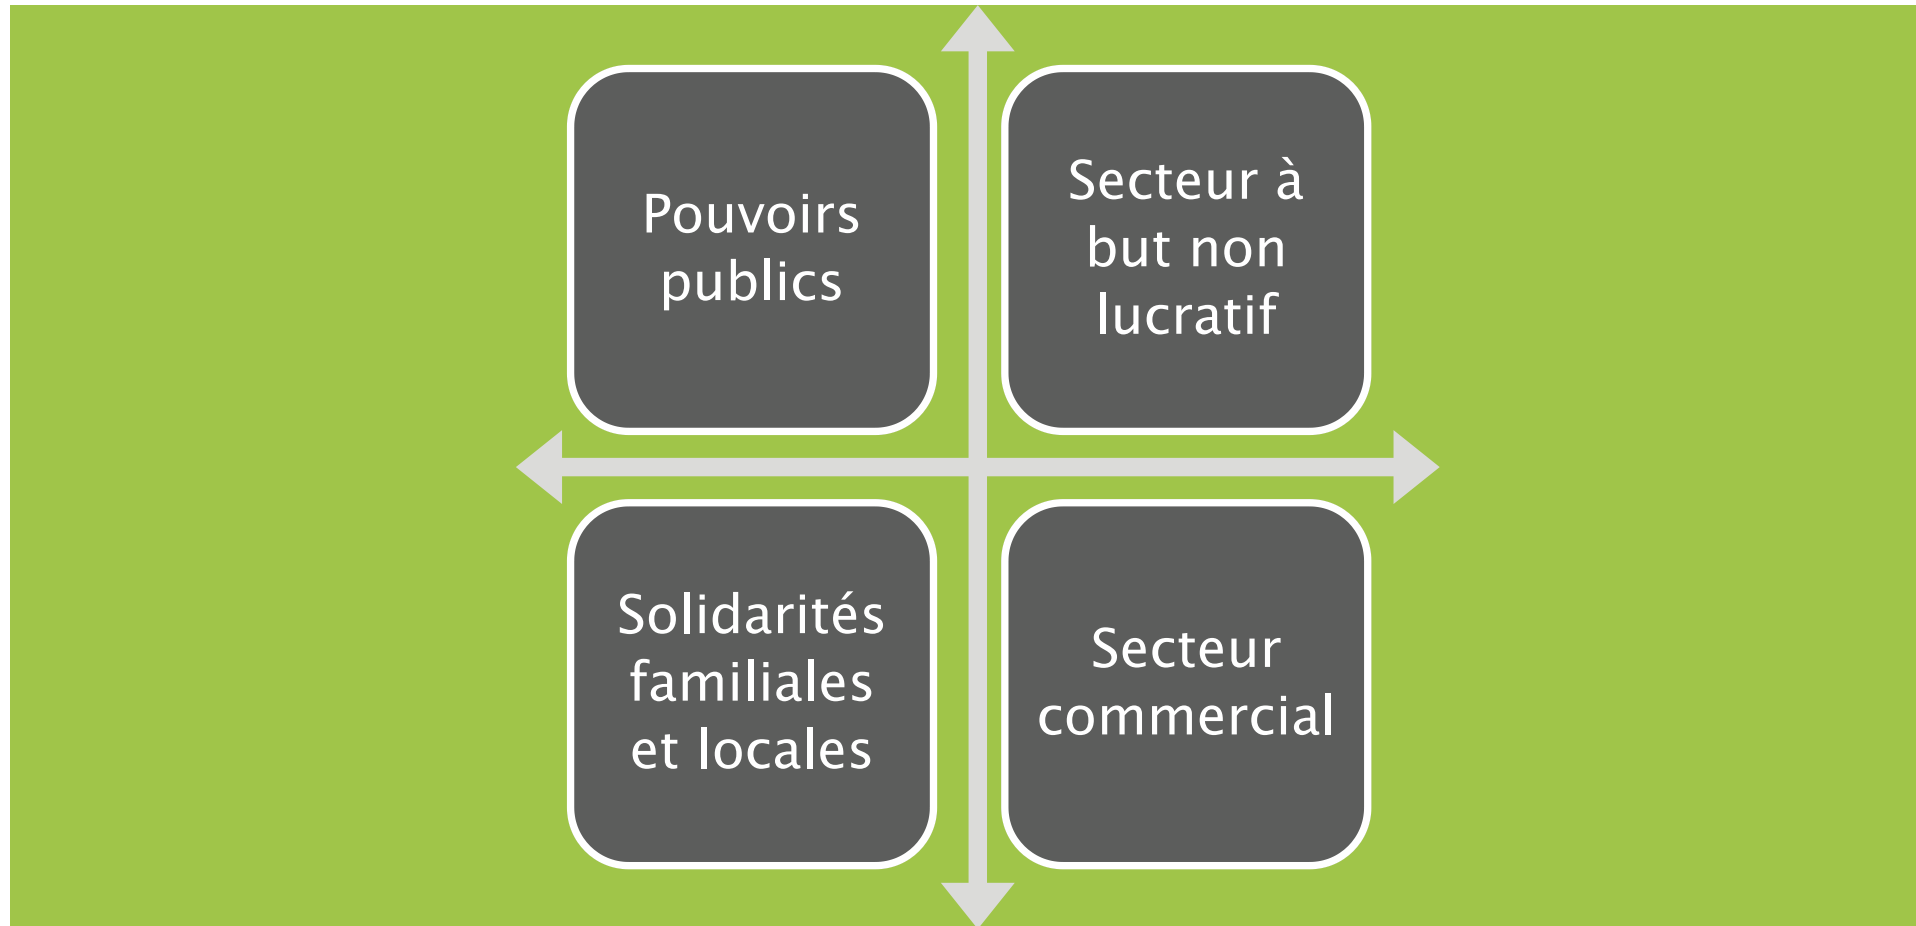 Pouvoirs
publics
Secteur à
but non
lucratif
Solidarités
familiales
et locales
Secteur
commercial